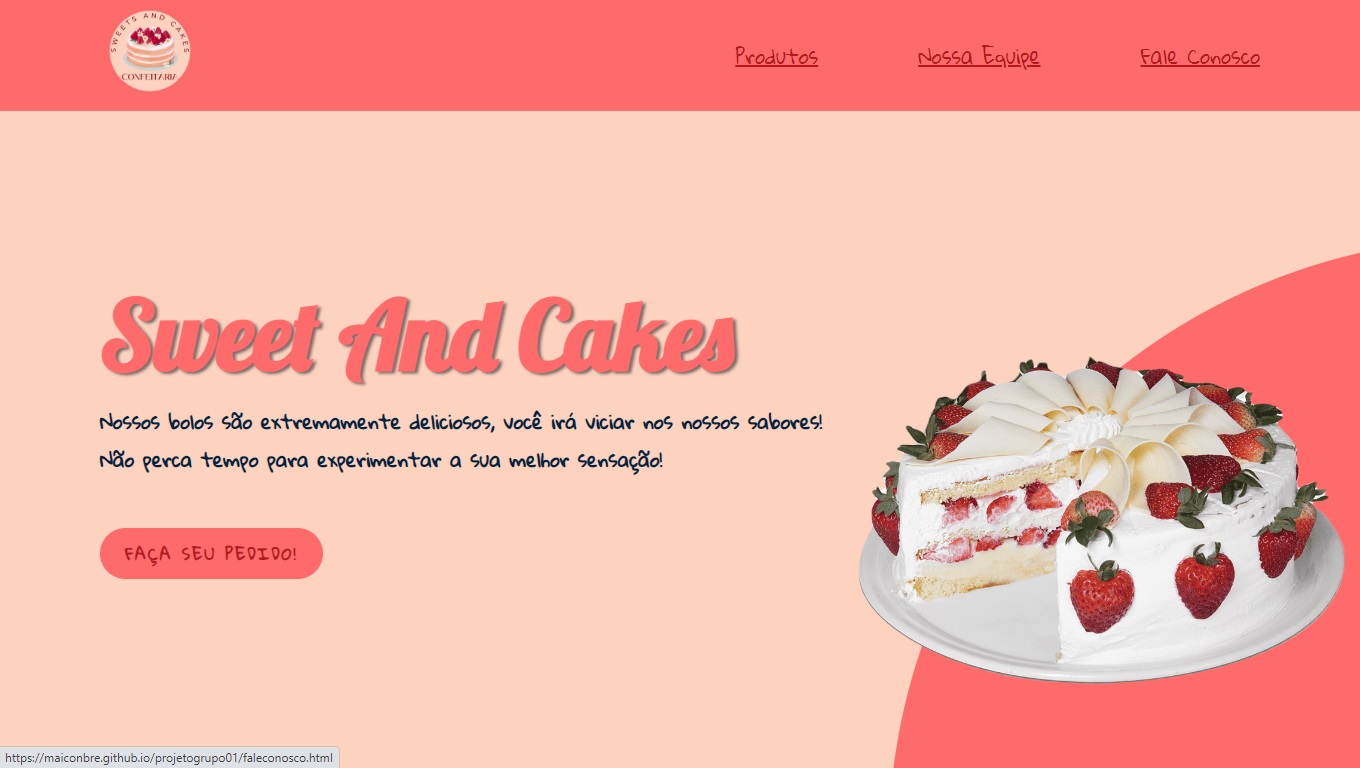 SWEETS AND CAKES
CONFEITARIA
Produtos Nossa Equipe Fale Conosco
Sweet And Cakes
Nossos bolos são extremamente deliciosos, você irá viciar nos nossos sabores!
Não perca tempo para experimentar a sua melhor sensação!
FAÇA SEU PEDIDO!
https://maiconbre.github.io/projetogrupo01/faleconosco.html